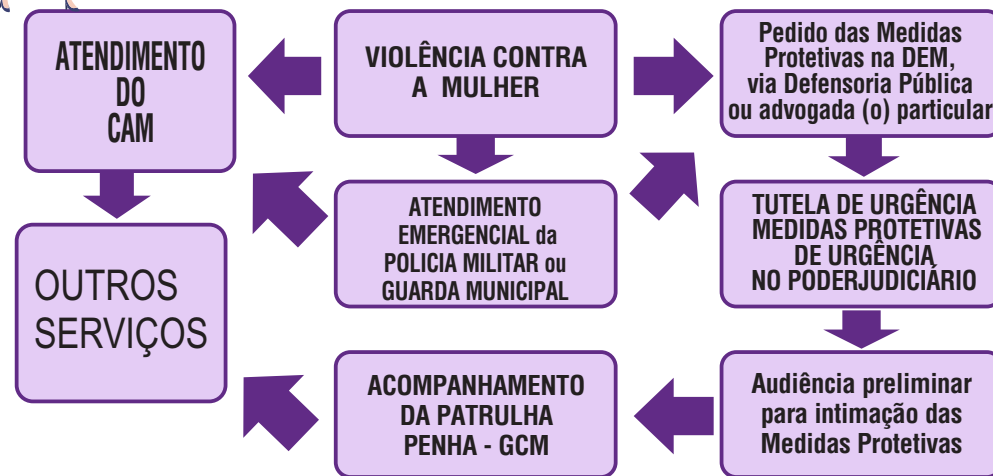 ATENDIMENTO
DO
CAM
VIOLÊNCIA CONTRA
A MULHER
Pedido das Medidas
Protetivas na DEM,
via Defensoria Pública
ou advogada (o) particular
ATENDIMENTO
EMERGENCIAL da
POLICIA MILITAR ou
GUARDA MUNICIPAL
TUTELA DE URGÊNCIA
MEDIDAS PROTETIVAS
DE URGÊNCIA
NO PODERJUDICIÁRIO
OUTROS
SERVIÇOS
ACOMPANHAMENTO
DA PATRULHA
PENHA - GCM
Audiência preliminar
para intimação das
Medidas Protetivas